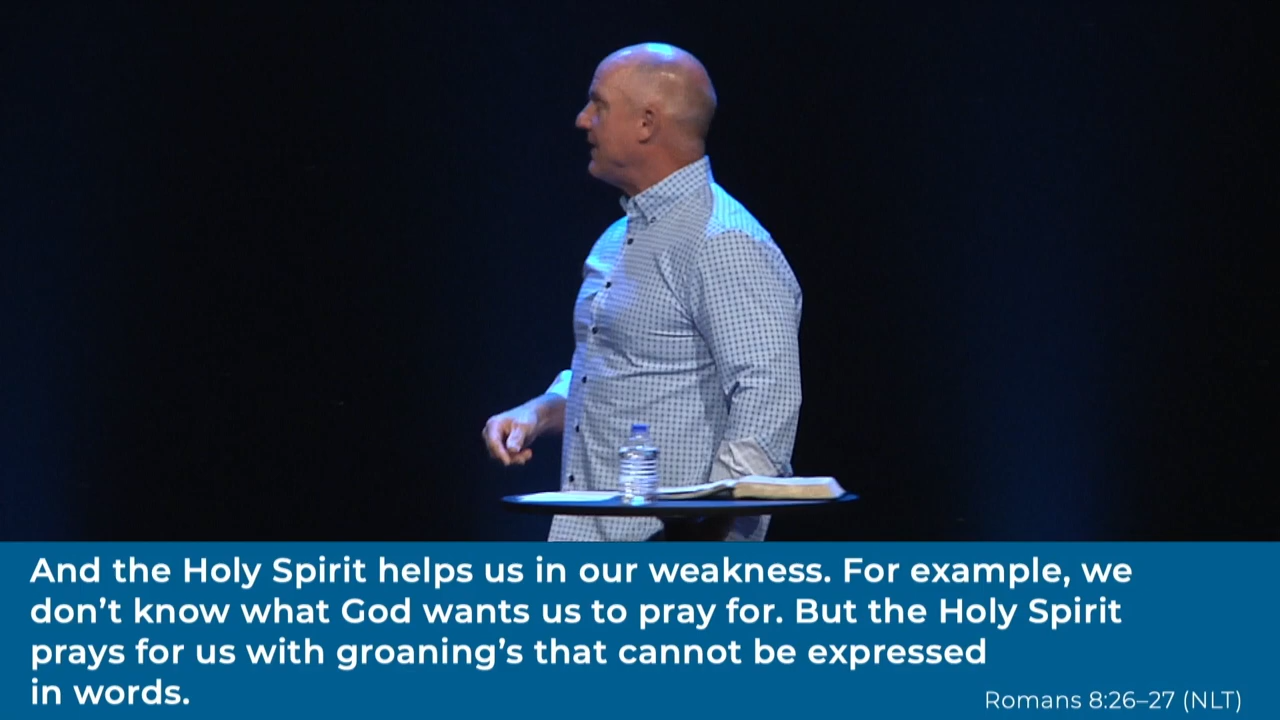 And the Holy Spirit helps us in our weakness. For example, we
don’t know what God wants us to pray for. But the Holy Spirit
prays for us with groaning’s that cannot be expressed
in words.
Romans 8:26–27 (NLT)